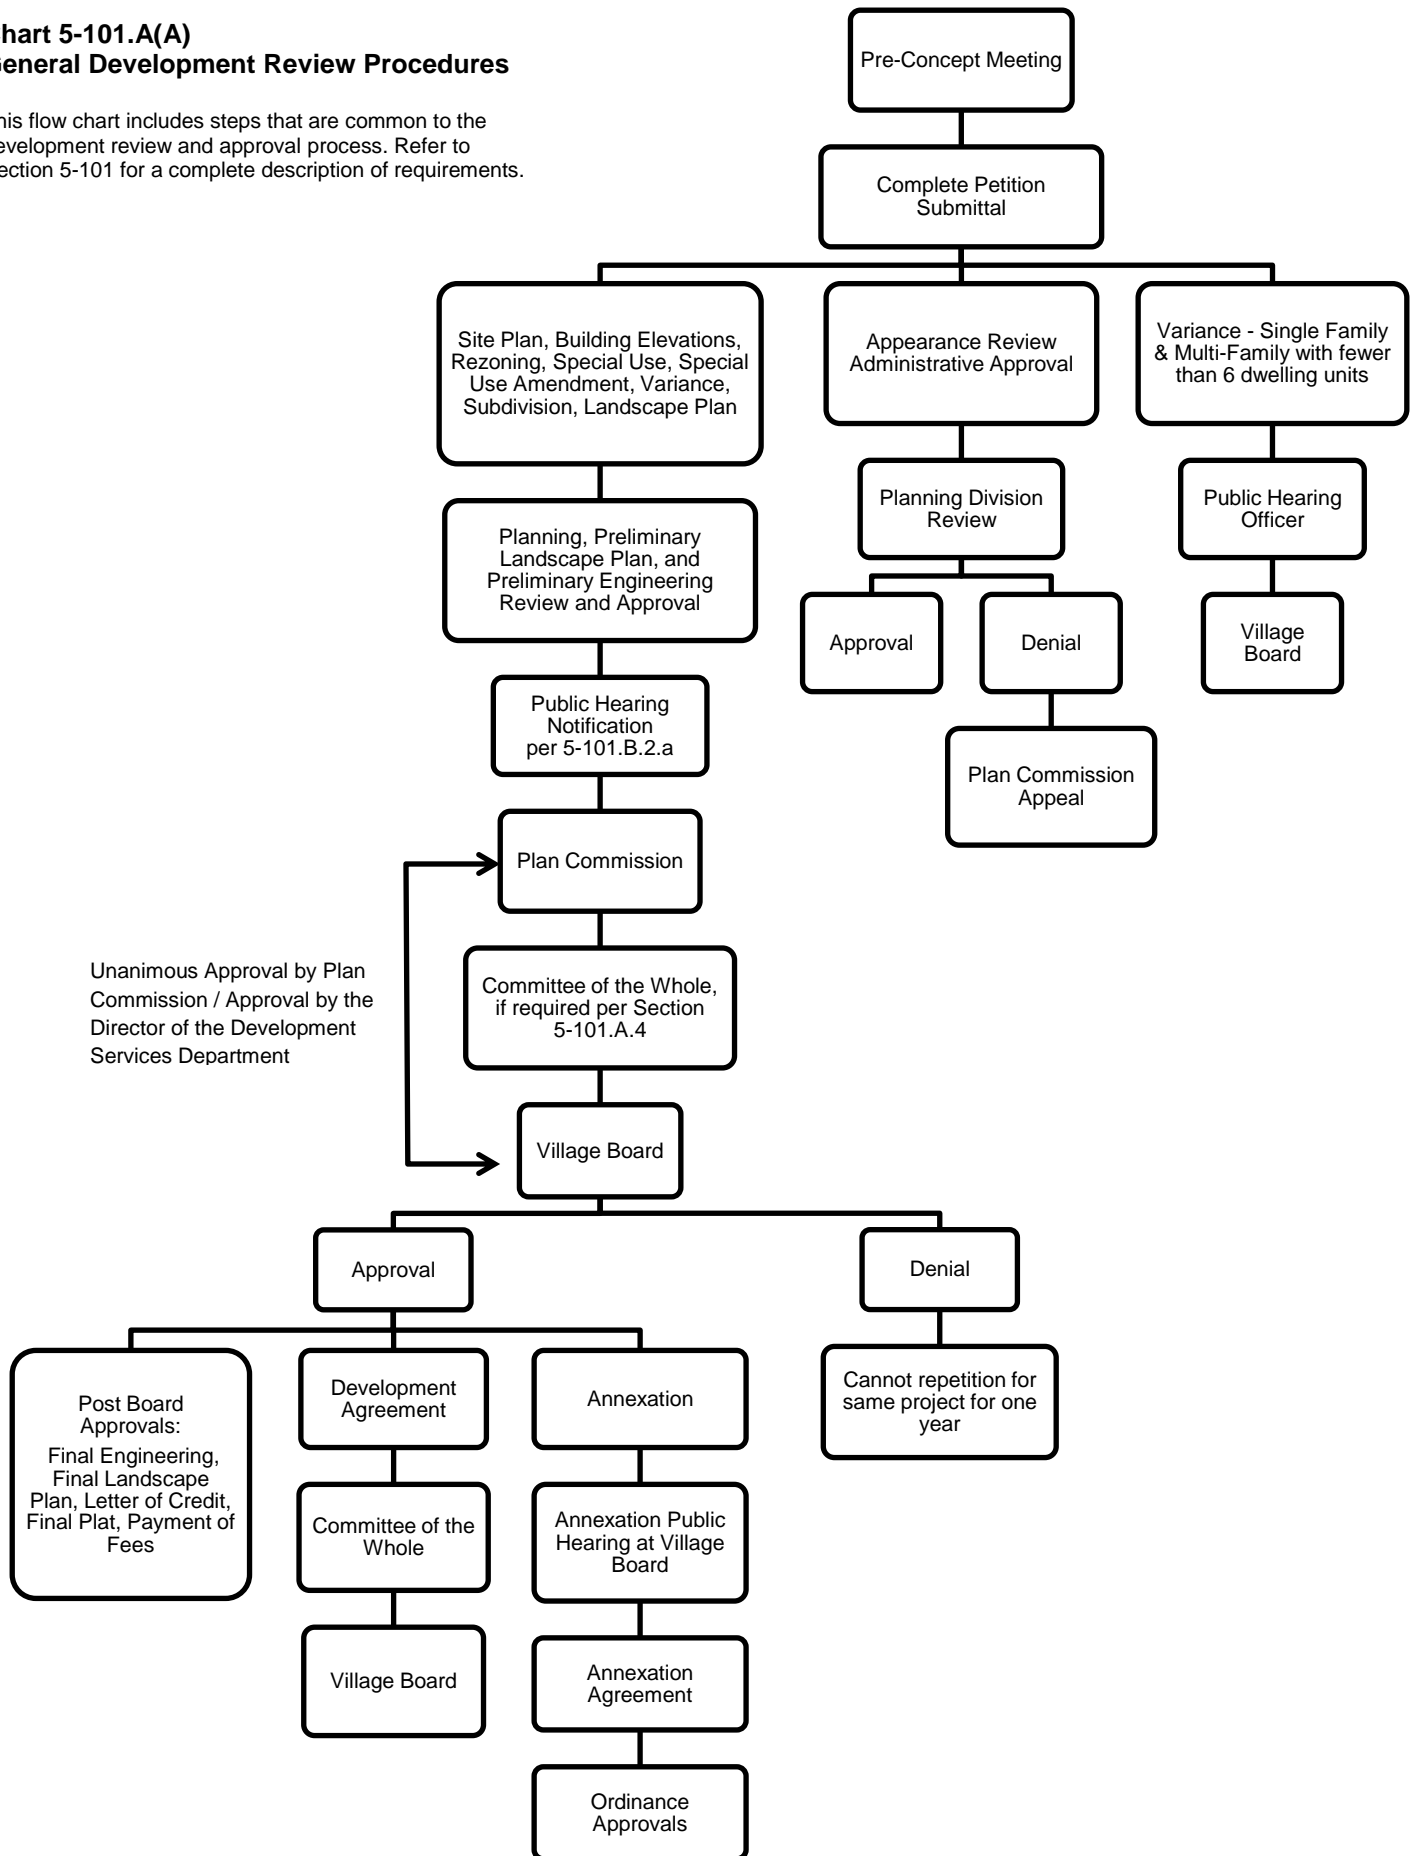 hart 5-101.A(A)
eneral Development Review Procedures
his flow chart includes steps that are common to the
evelopment review and approval process. Refer to
ection 5-101 for a complete description of requirements.
Pre-Concept Meeting
Complete Petition
Submittal
Site Plan, Building Elevations,
Rezoning, Special Use, Special
Use Amendment, Variance,
Subdivision, Landscape Plan
Appearance Review
Administrative Approval
Variance - Single Family
& Multi-Family with fewer
than 6 dwelling units
Planning, Preliminary
Landscape Plan, and
Preliminary Engineering
Review and Approval
Planning Division
Review
Public Hearing
Officer
Approval
Denial
Village
Board
Public Hearing
Notification
per 5-101.B.2.a
Plan Commission
Appeal
Plan Commission
Unanimous Approval by Plan
Commission / Approval by the
Director of the Development
Services Department
Committee of the Whole,
if required per Section
5-101.A.4
Village Board
Approval
Denial
Post Board
Approvals:
Final Engineering,
Final Landscape
Plan, Letter of Credit,
Final Plat, Payment of
Fees
Development
Agreement
Annexation
Cannot repetition for
same project for one
year
Committee of the
Whole
Annexation Public
Hearing at Village
Board
Village Board
Annexation
Agreement
Ordinance
Approvals